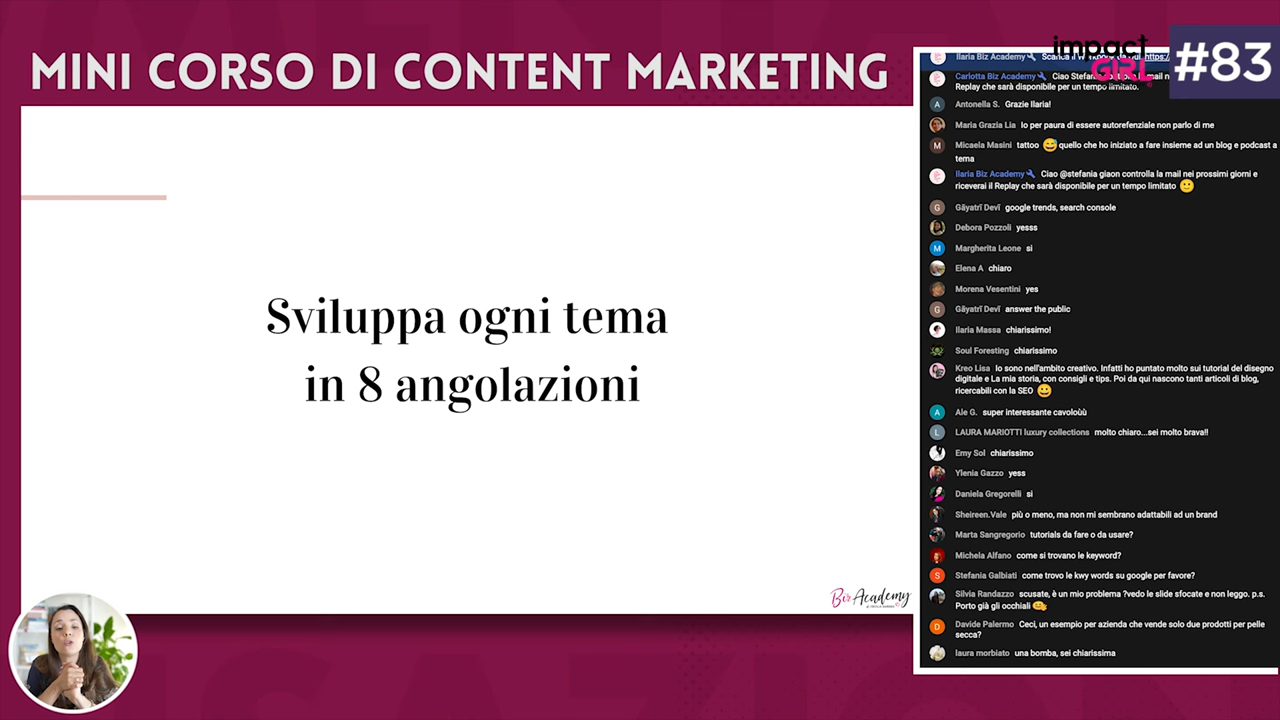 MINI CORSO DI CONTENT MARKETING
impact
GRL
#83
Sviluppa ogni tema
in 8 angolazioni
Biz Academy
Ilaria Biz Academy Scarica il https:/
Carlotta Biz Academy Ciao Stefan mail n
Replay che sarà disponibile per un tempo limitato.
Antonella S. Grazie Ilaria!
Maria Grazia Lia Io per paura di essere autorefenziale non parlo di me
Micaela Masini tattoo 😅 quello che ho iniziato a fare insieme ad un blog e podcast a
tema
Ilaria Biz Academy Ciao @stefania giaon controlla la mail nei prossimi giorni e
riceverai il Replay che sarà disponibile per un tempo limitato 🙂
Gāyatrī Devī google trends, search console
Debora Pozzoli yesss
Margherita Leone si
Elena A chiaro
Morena Vesentini yes
Gāyatrī Devī answer the public
Ilaria Massa chiarissimo!
Soul Foresting chiarissimo
Kreo Lisa Io sono nell'ambito creativo. Infatti ho puntato molto sui tutorial del disegno
digitale e La mia storia, con consigli e tips. Poi da qui nascono tanti articoli di blog,
ricercabili con la SEO 😀
Ale G. super interessante cavoloùù
LAURA MARIOTTI luxury collections molto chiaro...sei molto brava!!
Emy Sol chiarissimo
Ylenia Gazzo yess
Daniela Gregorelli si
Sheireen.Vale più o meno, ma non mi sembrano adattabili ad un brand
Marta Sangregorio tutorials da fare o da usare?
Michela Alfano come si trovano le keyword?
Stefania Galbiati come trovo le kwy words su google per favore?
Silvia Randazzo scusate, è un mio problema ?vedo le slide sfocate e non leggo. p.s.
Porto già gli occhiali 🤭
Davide Palermo Ceci, un esempio per azienda che vende solo due prodotti per pelle
secca?
laura morbiato una bomba, sei chiarissima